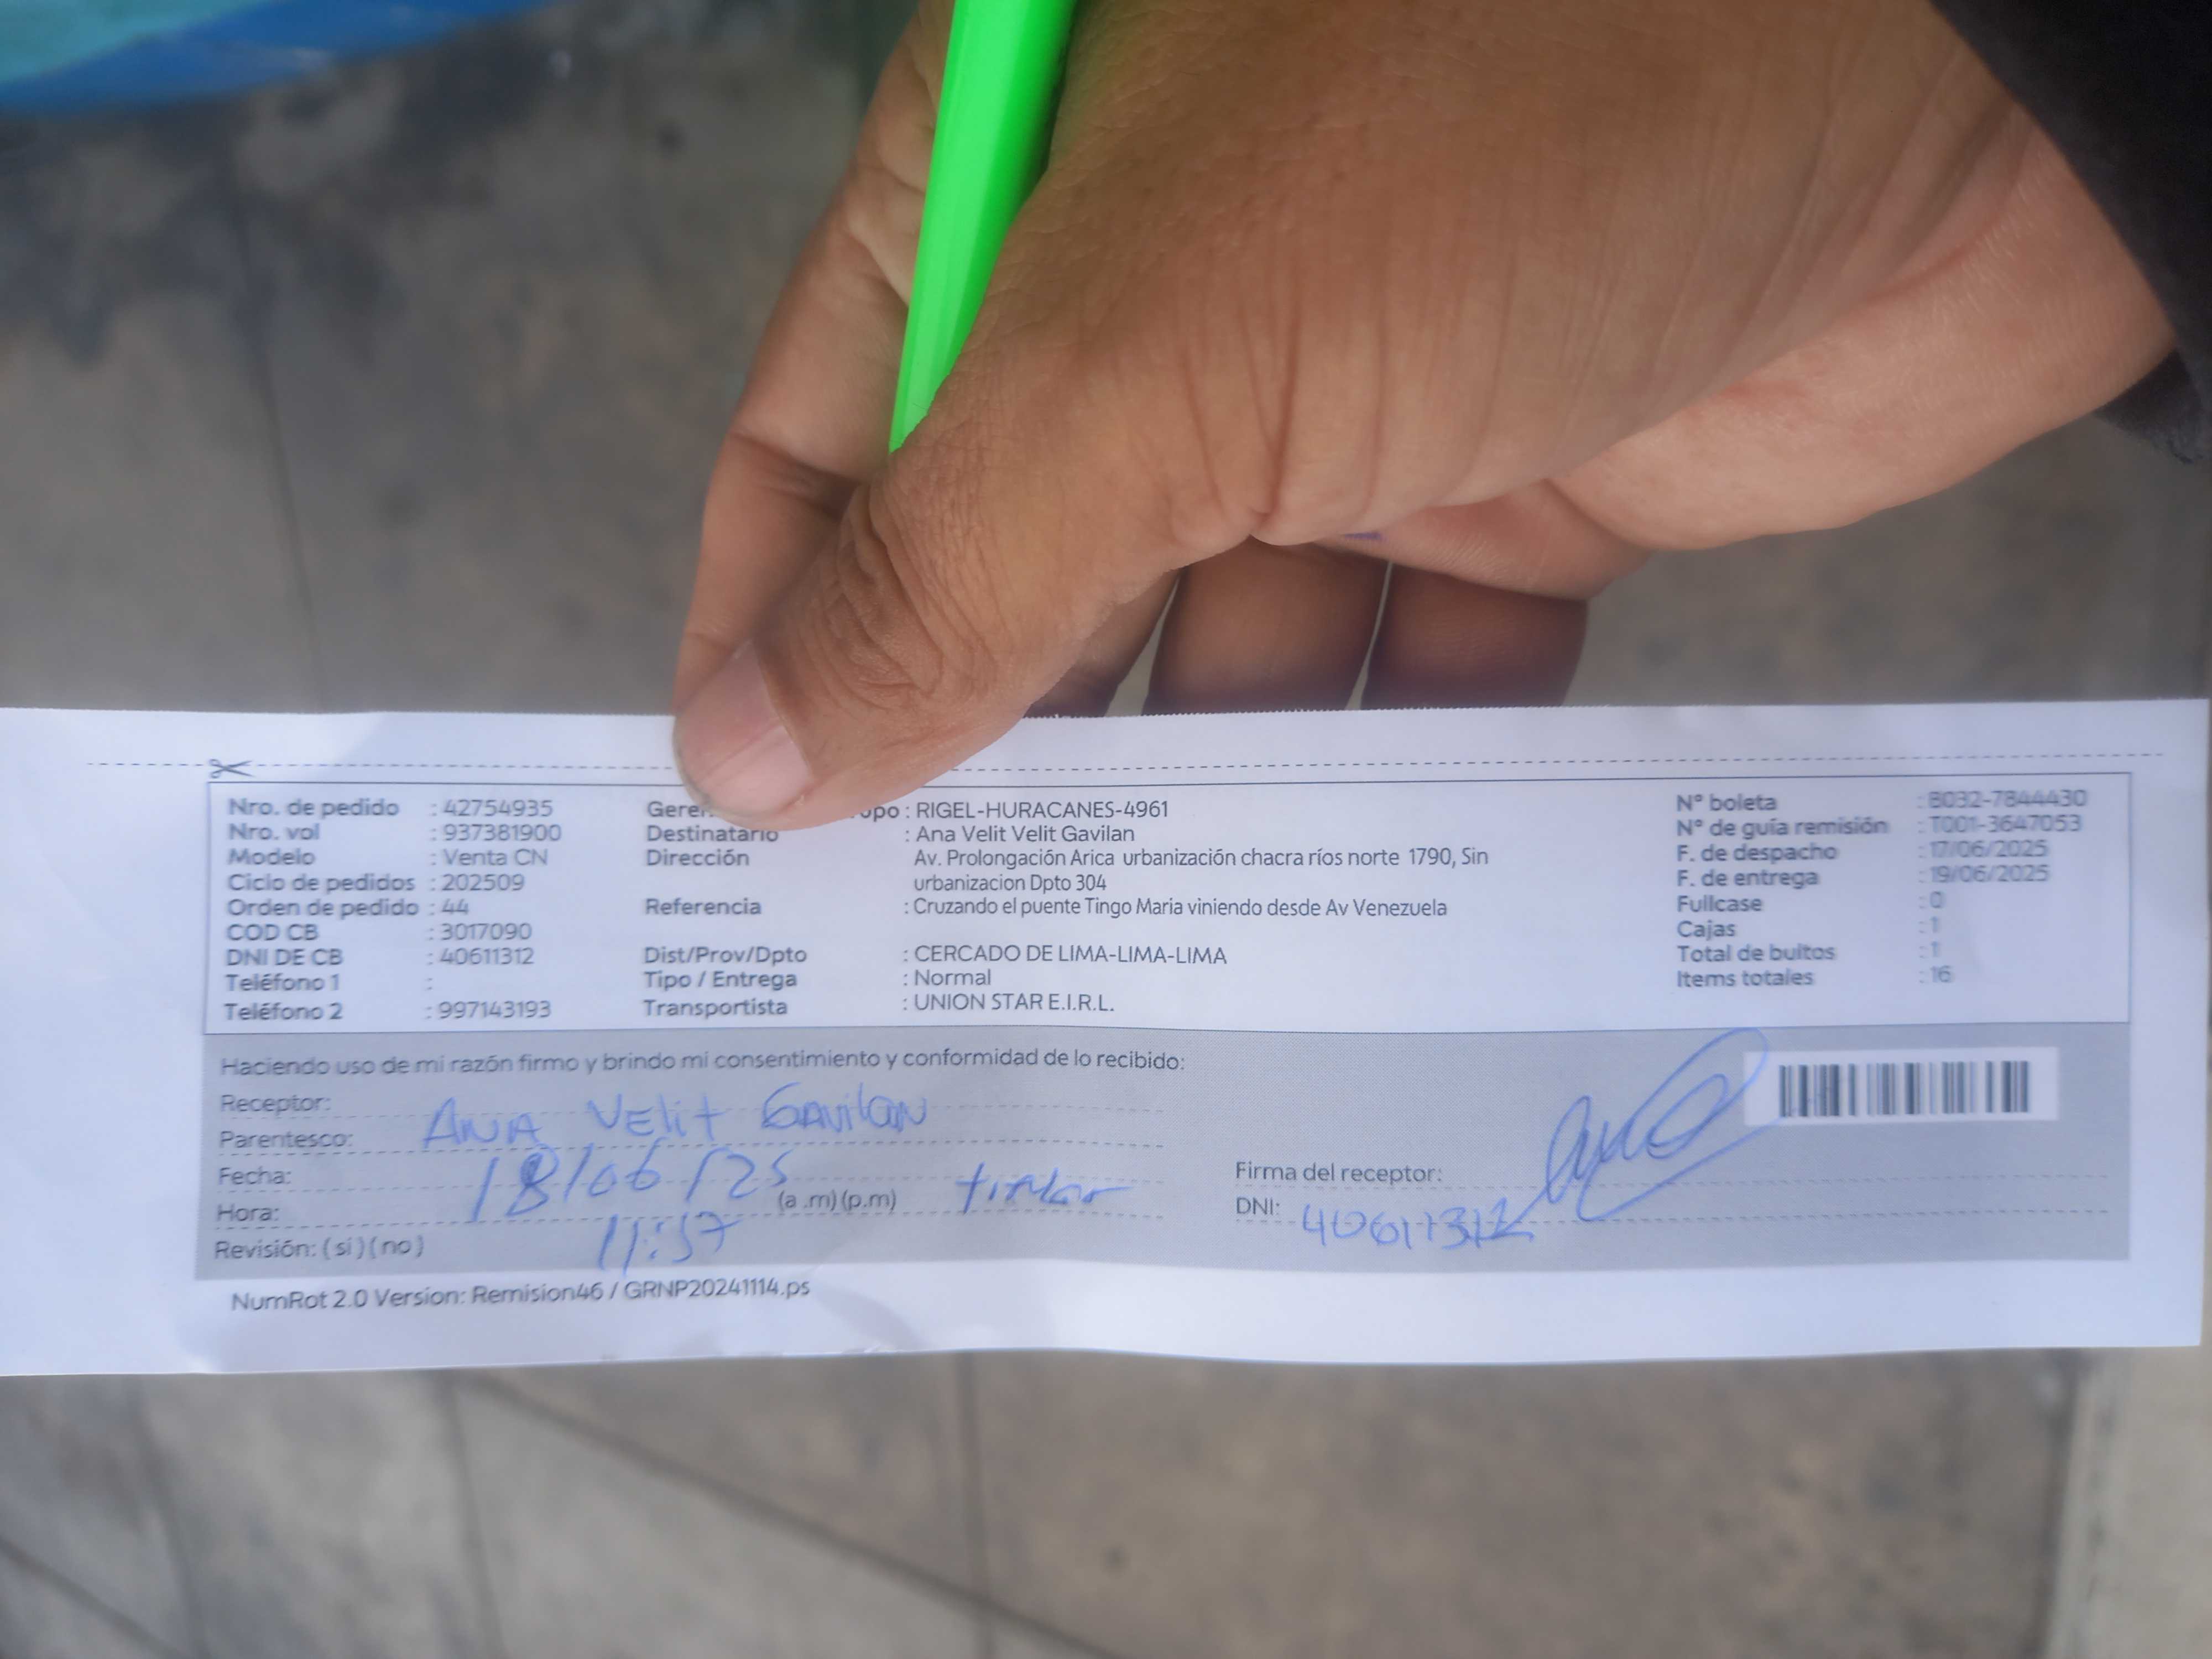 Nro. de pedido : 42754935
Nro. vol : 937381900
Modelo : Venta CN
Ciclo de pedidos : 202509
Orden de pedido : 44
COD CB : 3017090
DNI DE CB : 40611312
Teléfono 1 :
Teléfono 2 : 997143193
Geren upo : RIGEL-HURACANES-4961
Destinatario : Ana Velit Velit Gavilan
Dirección Av. Prolongación Arica urbanización chacra ríos norte 1790, Sin
urbanizacion Dpto 304
Referencia : Cruzando el puente Tingo Maria viniendo desde Av Venezuela
Dist/Prov/Dpto : CERCADO DE LIMA-LIMA-LIMA
Tipo / Entrega : Normal
Transportista : UNION STAR E.I.R.L.
N° boleta : B032-7844430
N° de guía remisión : T001-3647053
F. de despacho : 17/06/2025
F. de entrega : 19/06/2025
Fullcase : 0
Cajas : 1
Total de bultos : 1
Items totales : 16
Haciendo uso de mi razón firmo y brindo mi consentimiento y conformidad de lo recibido:
Receptor:
Parentesco: ANA VELit GAVilAN
Fecha: 18/06/25
Hora: 11:57 (a .m) (p.m)
Revisión: (si) (no)
Firma del receptor:
DNI: 40611312
NumRot 2.0 Version: Remision46 / GRNP20241114.ps